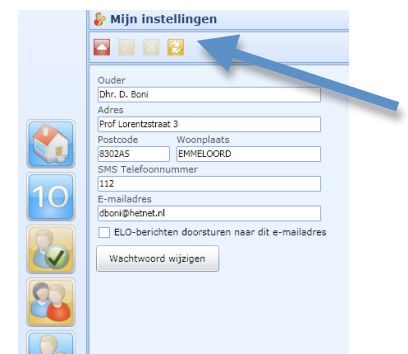 Mijn instellingen
Ouder
Dhr. D. Boni
Adres
Prof Lorentzstraat 3
Postcode Woonplaats
8302AS EMMELOORD
SMS Telefoonnummer
112
E-mailadres
dboni@hetnet.nl
ELO-berichten doorsturen naar dit e-mailadres
10
Wachtwoord wijzigen